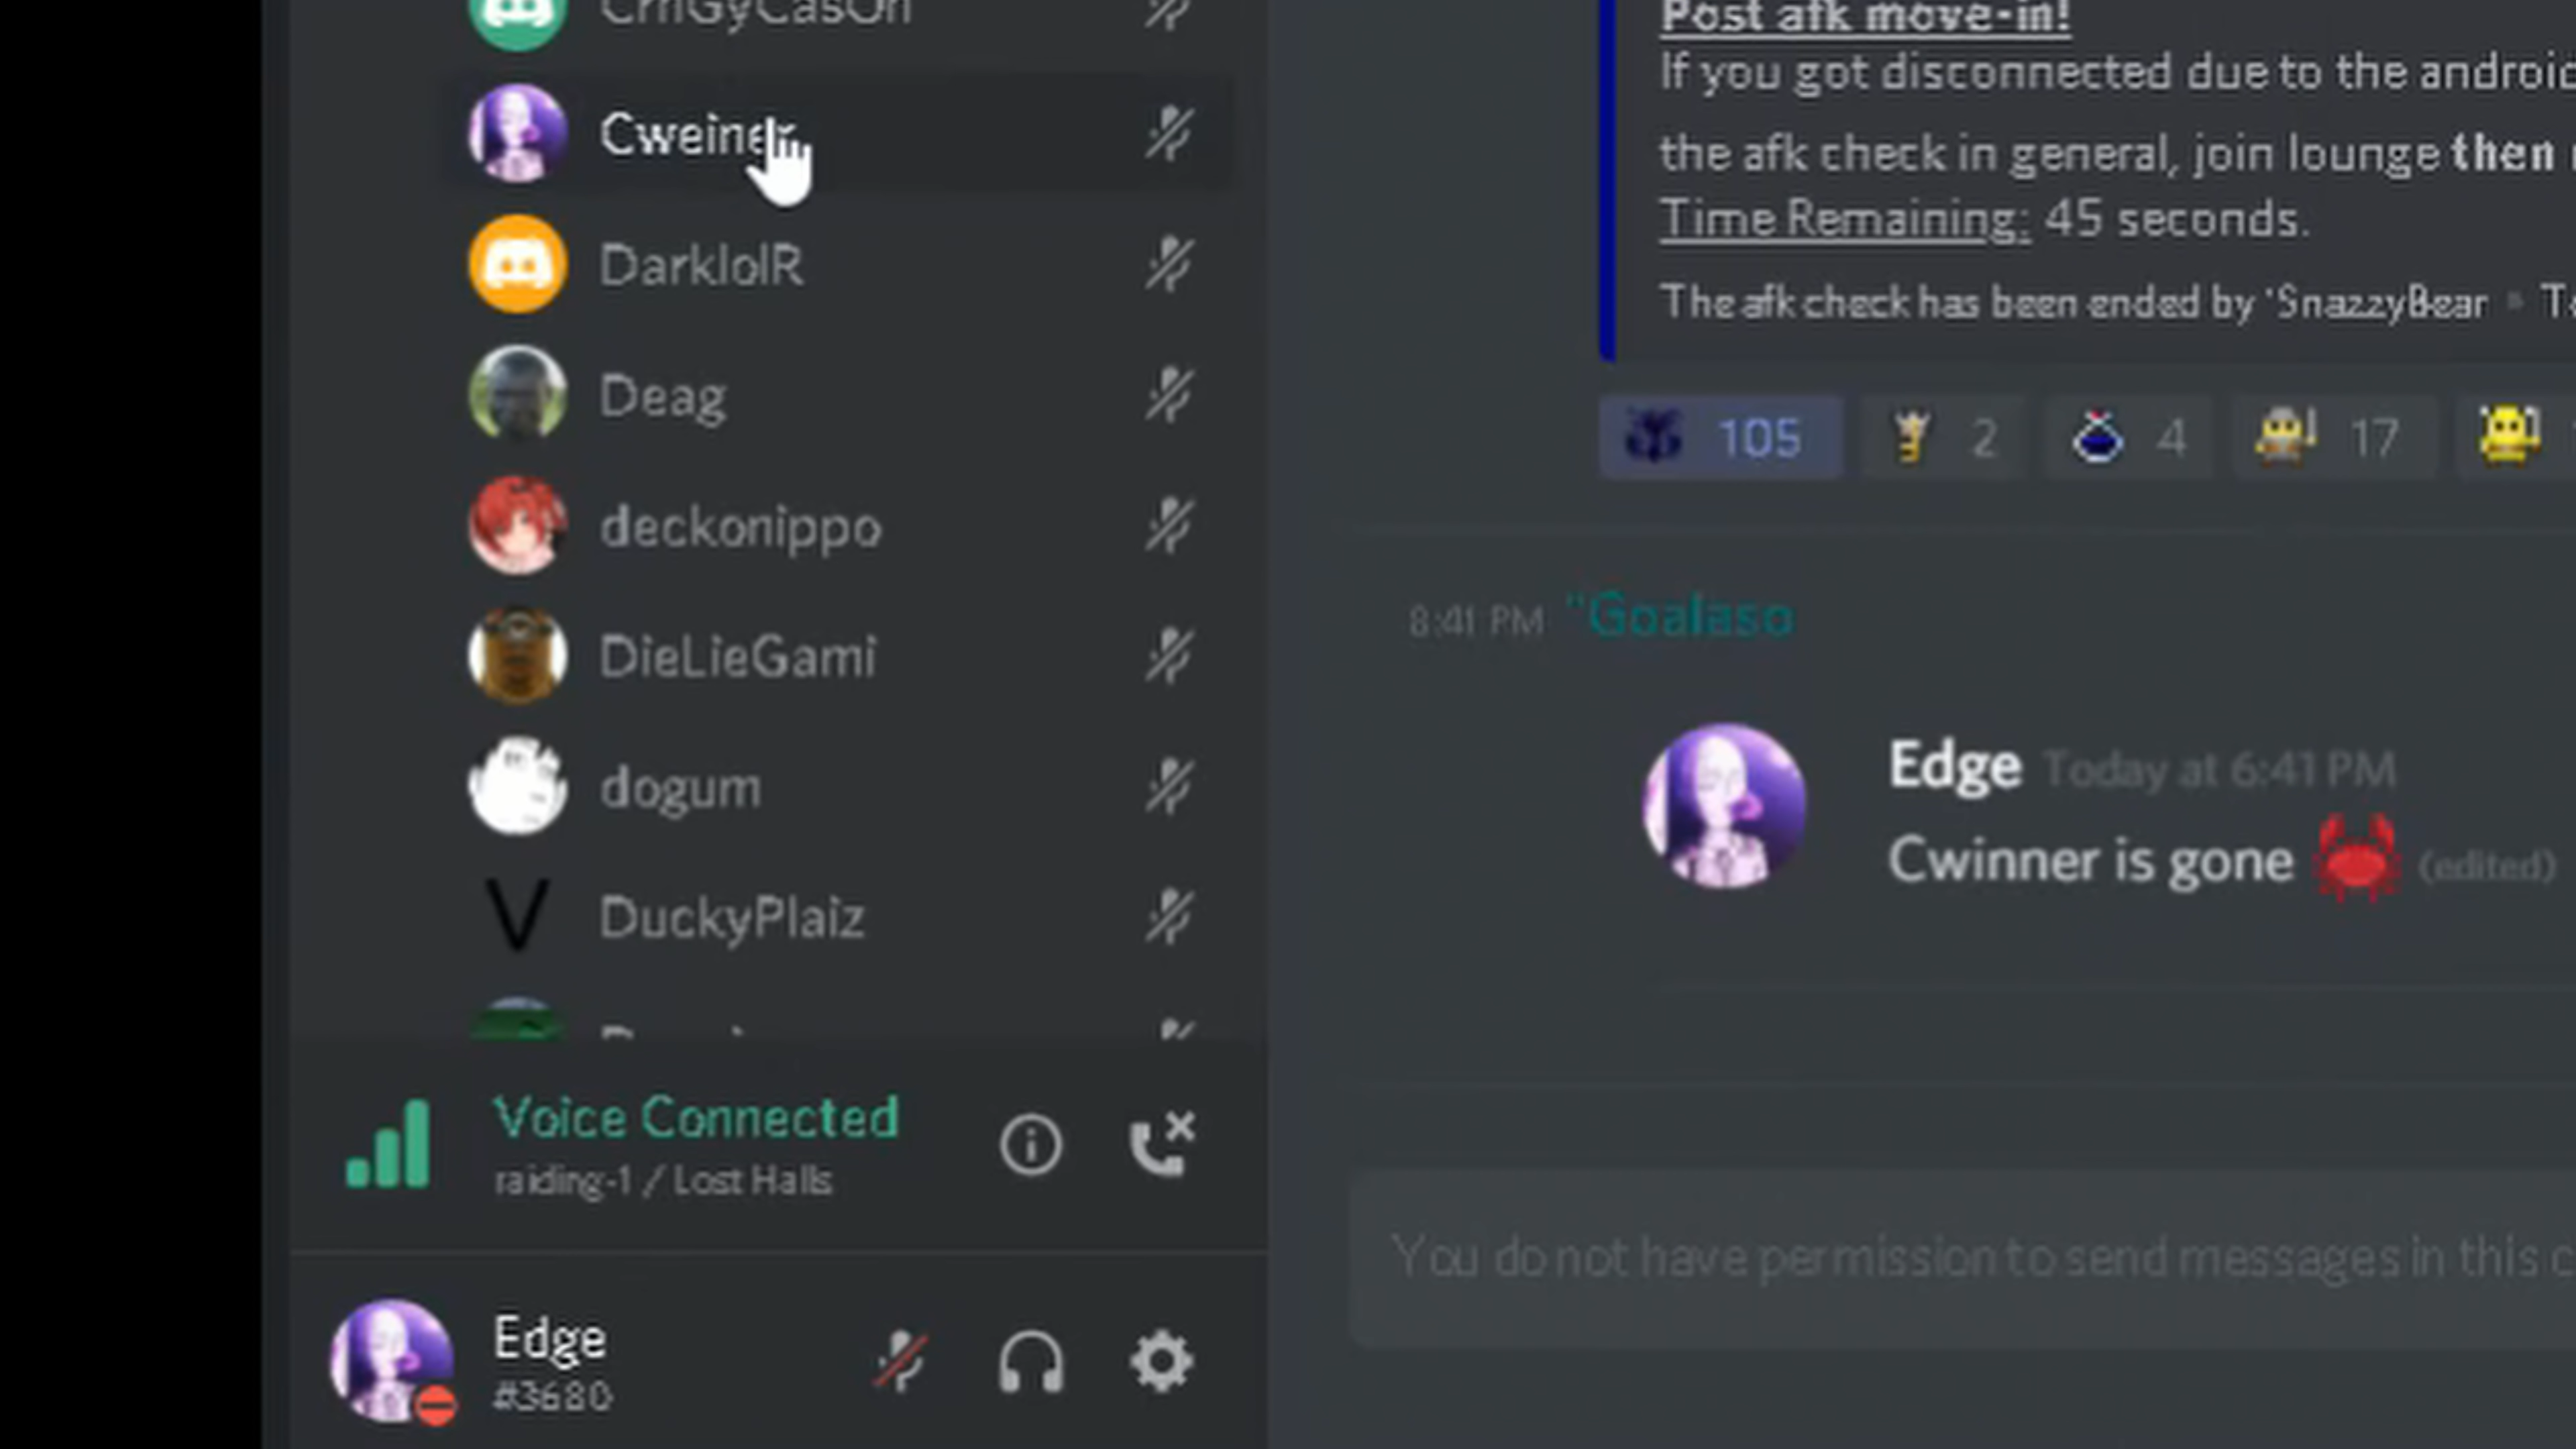 CrnGyCasOn
Cweiner
DarklolR
Deag
deckonippo
DieLieGami
dogum
DuckyPlaiz
Voice Connected
raiding-1 / Lost Halls
Edge
#3680
Post afk move-in!
If you got disconnected due to the android
the afk check in general, join lounge then
Time Remaining: 45 seconds.
The afk check has been ended by 'SnazzyBear
105 2 4 17
8:41 PM "Goalaso
Edge Today at 6:41 PM
Cwinner is gone 🦀 (edited)
You do not have permission to send messages in this c